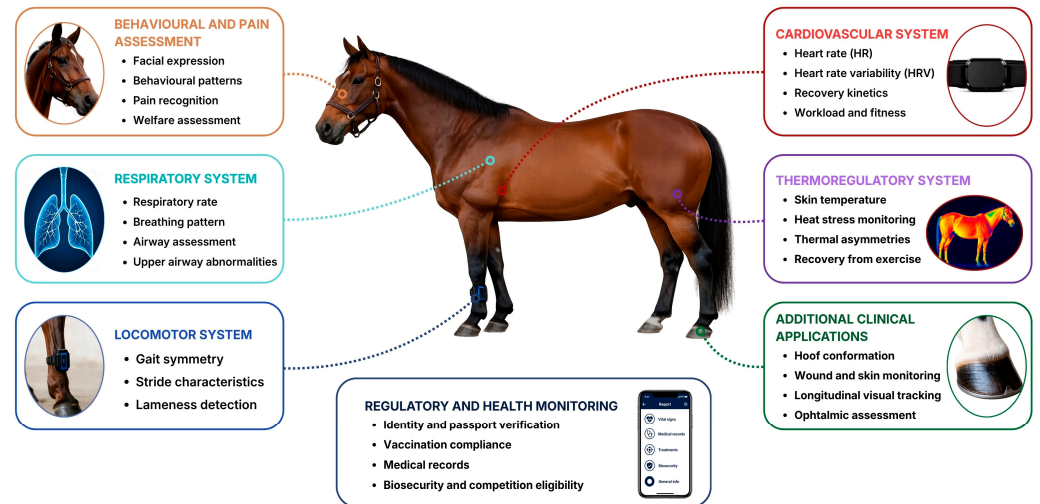 BEHAVIOURAL AND PAIN
ASSESSMENT
• Facial expression
• Behavioural patterns
• Pain recognition
• Welfare assessment
RESPIRATORY SYSTEM
• Respiratory rate
• Breathing pattern
• Airway assessment
• Upper airway abnormalities
LOCOMOTOR SYSTEM
• Gait symmetry
• Stride characteristics
• Lameness detection
CARDIOVASCULAR SYSTEM
• Heart rate (HR)
• Heart rate variability (HRV)
• Recovery kinetics
• Workload and fitness
THERMOREGULATORY SYSTEM
• Skin temperature
• Heat stress monitoring
• Thermal asymmetries
• Recovery from exercise
ADDITIONAL CLINICAL
APPLICATIONS
• Hoof conformation
• Wound and skin monitoring
• Longitudinal visual tracking
• Ophtalmic assessment
REGULATORY AND HEALTH MONITORING
• Identity and passport verification
• Vaccination compliance
• Medical records
• Biosecurity and competition eligibility
Report
Vital signs
Medical records
Treatments
Biosecurity
General info